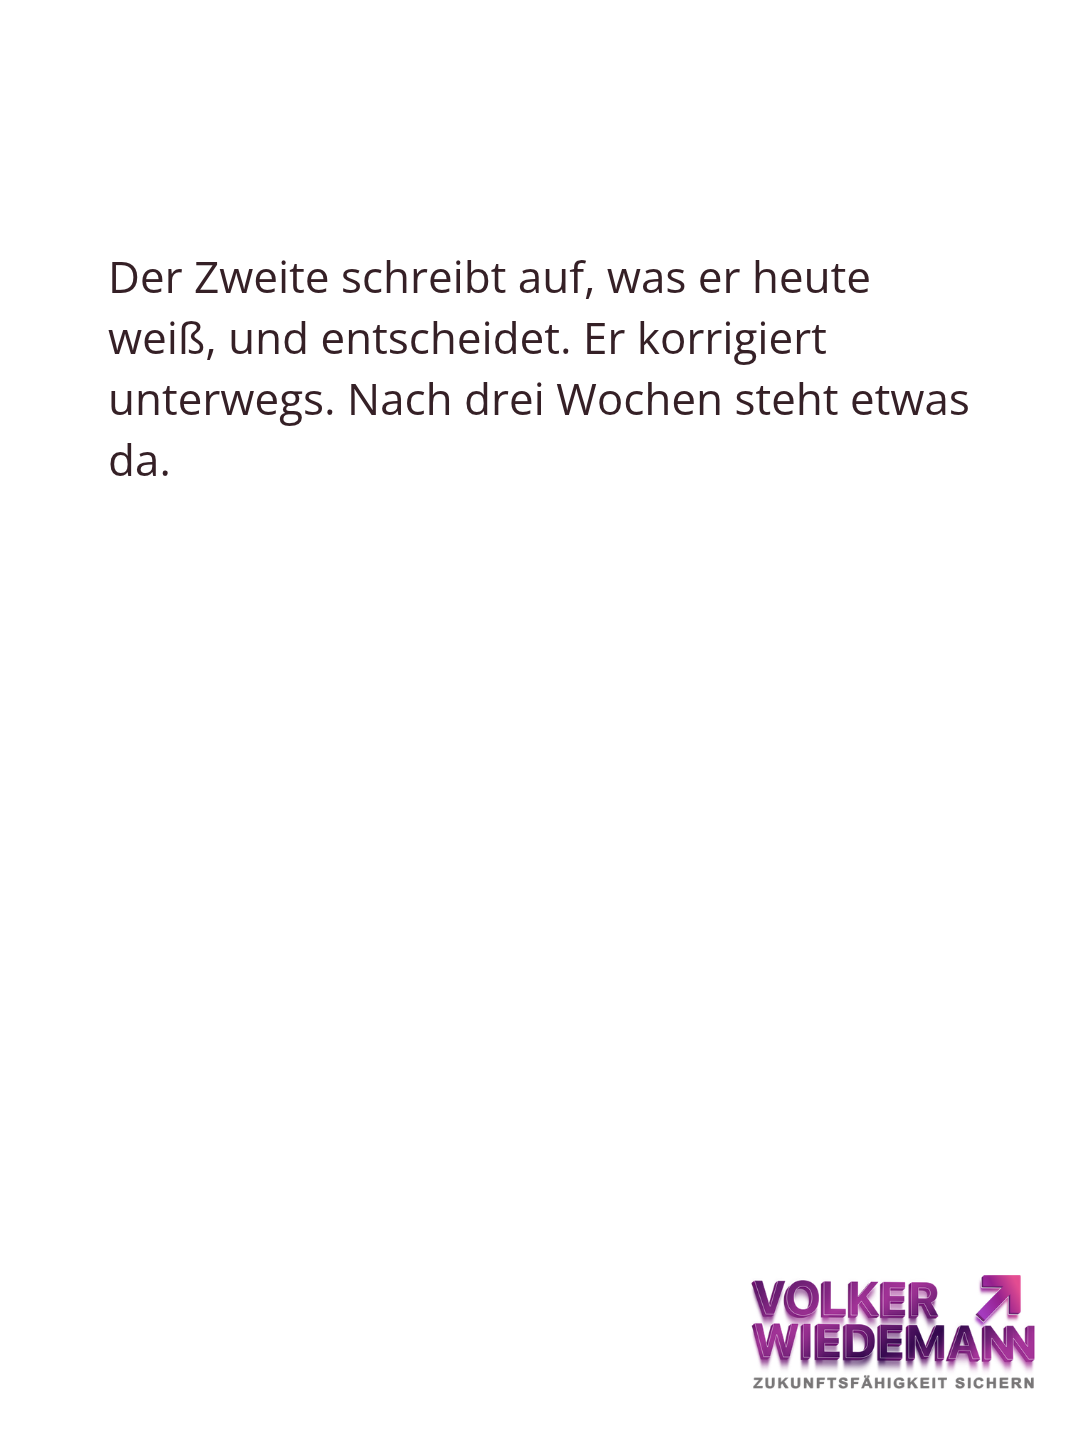 Der Zweite schreibt auf, was er heute
weiß, und entscheidet. Er korrigiert
unterwegs. Nach drei Wochen steht etwas
da.
VOLKER
WIEDEMANN
ZUKUNFTSFÄHIGKEIT SICHERN